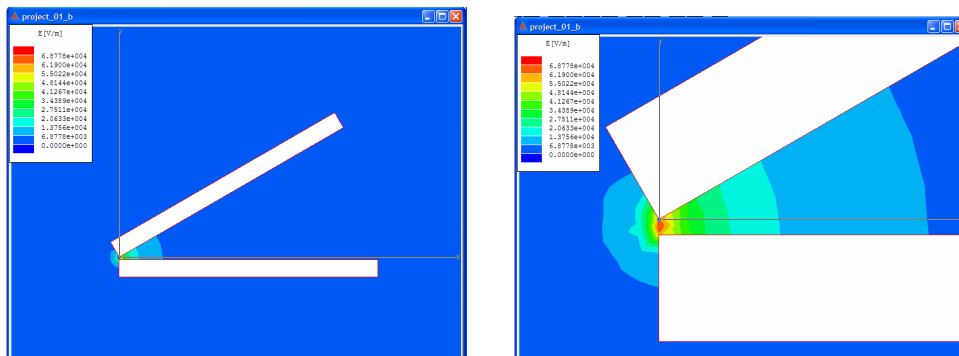 project_01_b
E[V/m]
6.8778e+004
6.1900e+004
5.5022e+004
4.8144e+004
4.1267e+004
3.4389e+004
2.7511e+004
2.0633e+004
1.3756e+004
6.8778e+003
0.0000e+000
Y
X
project_01_b
E[V/m]
6.8778e+004
6.1900e+004
5.5022e+004
4.8144e+004
4.1267e+004
3.4389e+004
2.7511e+004
2.0633e+004
1.3756e+004
6.8778e+003
0.0000e+000
Y